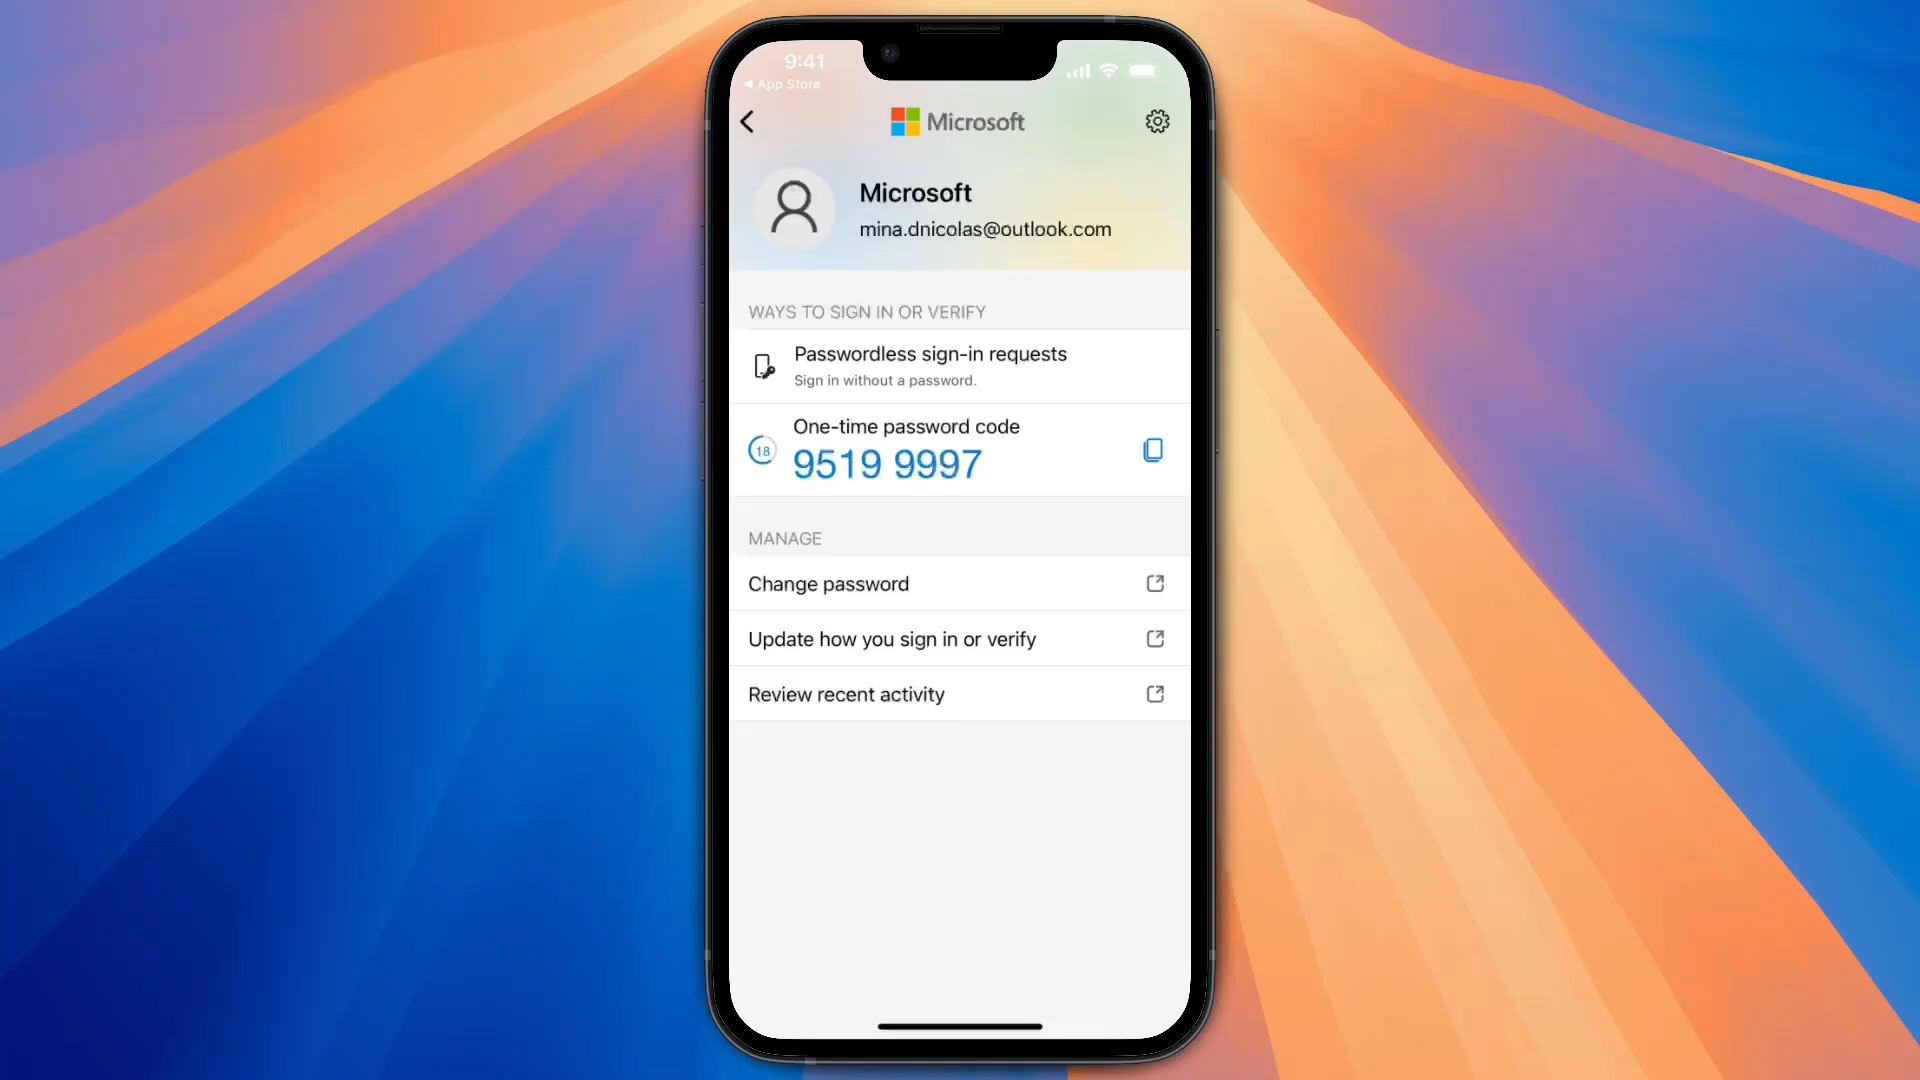 9:41
◀ App Store
Microsoft
Microsoft
mina.dnicolas@outlook.com
WAYS TO SIGN IN OR VERIFY
Passwordless sign-in requests
Sign in without a password.
One-time password code
18
9519 9997
MANAGE
Change password
Update how you sign in or verify
Review recent activity